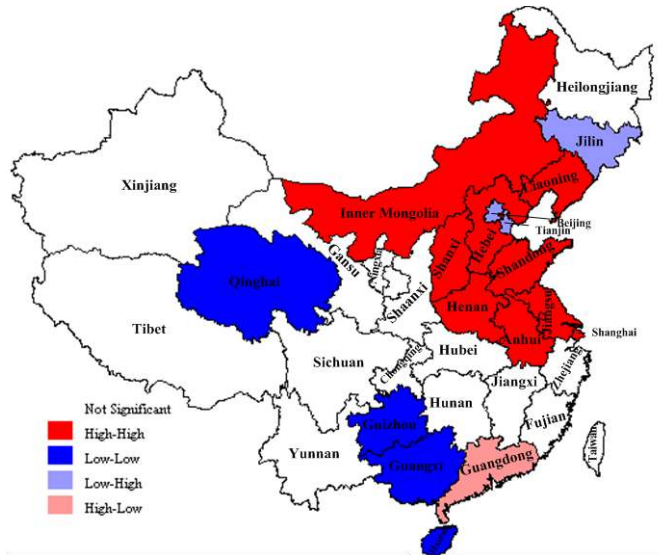 Heilongjiang
Jilin
Liaoning
Xinjiang
Inner Mongolia
Beijing
Tianjin
Hebei
Shanxi
Gansu
Shandong
Qinghai
Shaanxi
Henan
Jiangsu
Tibet
Anhui
Shanghai
Sichuan
Chongqing
Hubei
Zhejiang
Hunan
Jiangxi
Guizhou
Fujian
Yunnan
Guangxi
Guangdong
Taiwan
Not Significant
High-High
Low-Low
Low-High
High-Low